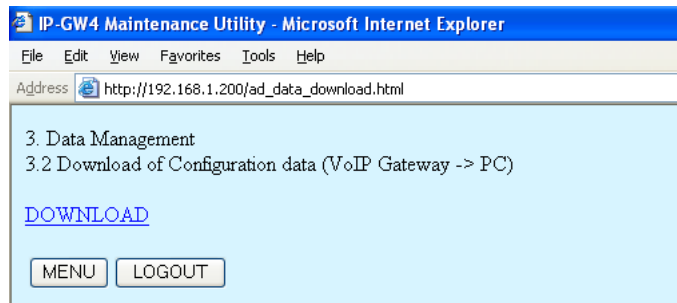 IP-GW4 Maintenance Utility - Microsoft Internet Explorer
File Edit View Favorites Tools Help
Address http://192.168.1.200/ad_data_download.html
3. Data Management
3.2 Download of Configuration data (VoIP Gateway -> PC)
DOWNLOAD
MENU LOGOUT